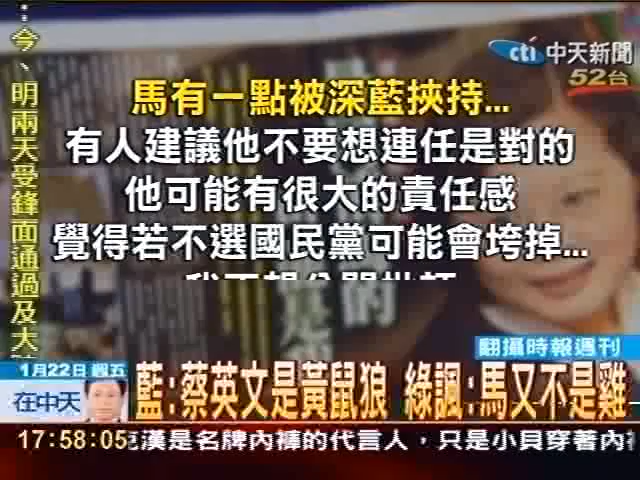 cti 中天新聞
52台
…今、明兩天受鋒面通過及大陸
馬有一點被深藍挾持...
有人建議他不要想連任是對的
他可能有很大的責任感
覺得若不選國民黨可能會垮掉...
翻攝時報週刊
1月22日 週五
在中天
藍:蔡英文是黃鼠狼 綠諷:馬又不是雞
17:58:05
漢是名牌內褲的代言人，只是小貝穿著內